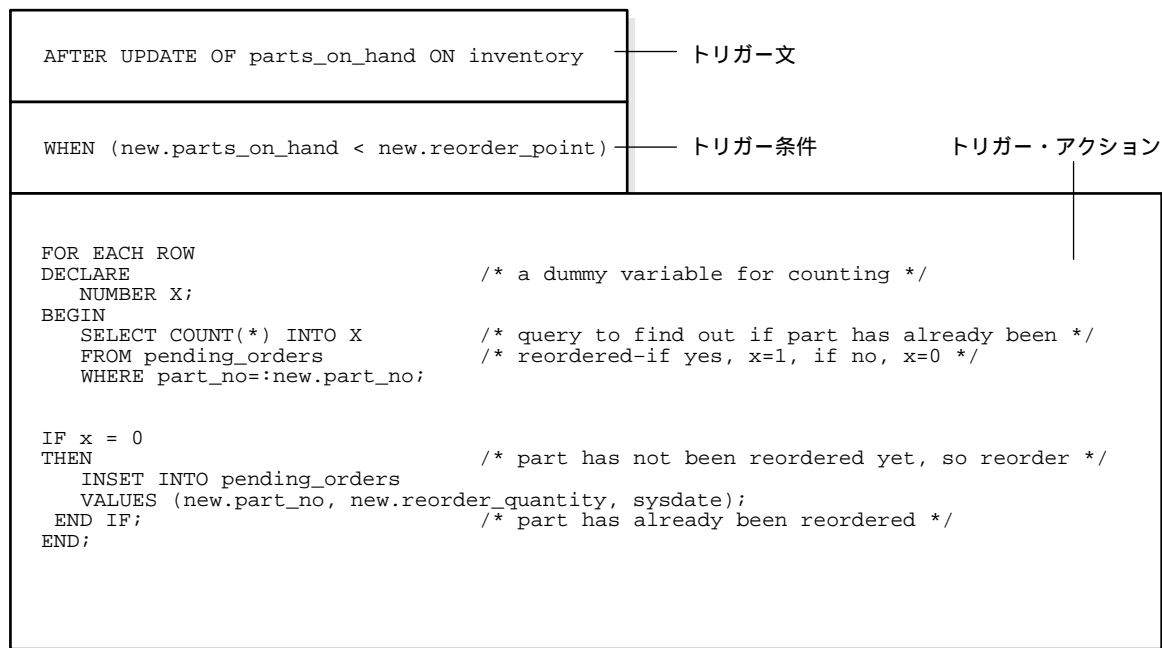 AFTER UPDATE OF parts_on_hand ON inventory トリガー文
WHEN (new.parts_on_hand < new.reorder_point) トリガー条件 トリガー・アクション
FOR EACH ROW
DECLARE /* a dummy variable for counting */
NUMBER X;
BEGIN
SELECT COUNT(*) INTO X /* query to find out if part has already been */
FROM pending_orders /* reordered-if yes, x=1, if no, x=0 */
WHERE part_no=:new.part_no;
IF x = 0
THEN /* part has not been reordered yet, so reorder */
INSET INTO pending_orders
VALUES (new.part_no, new.reorder_quantity, sysdate);
END IF; /* part has already been reordered */
END;